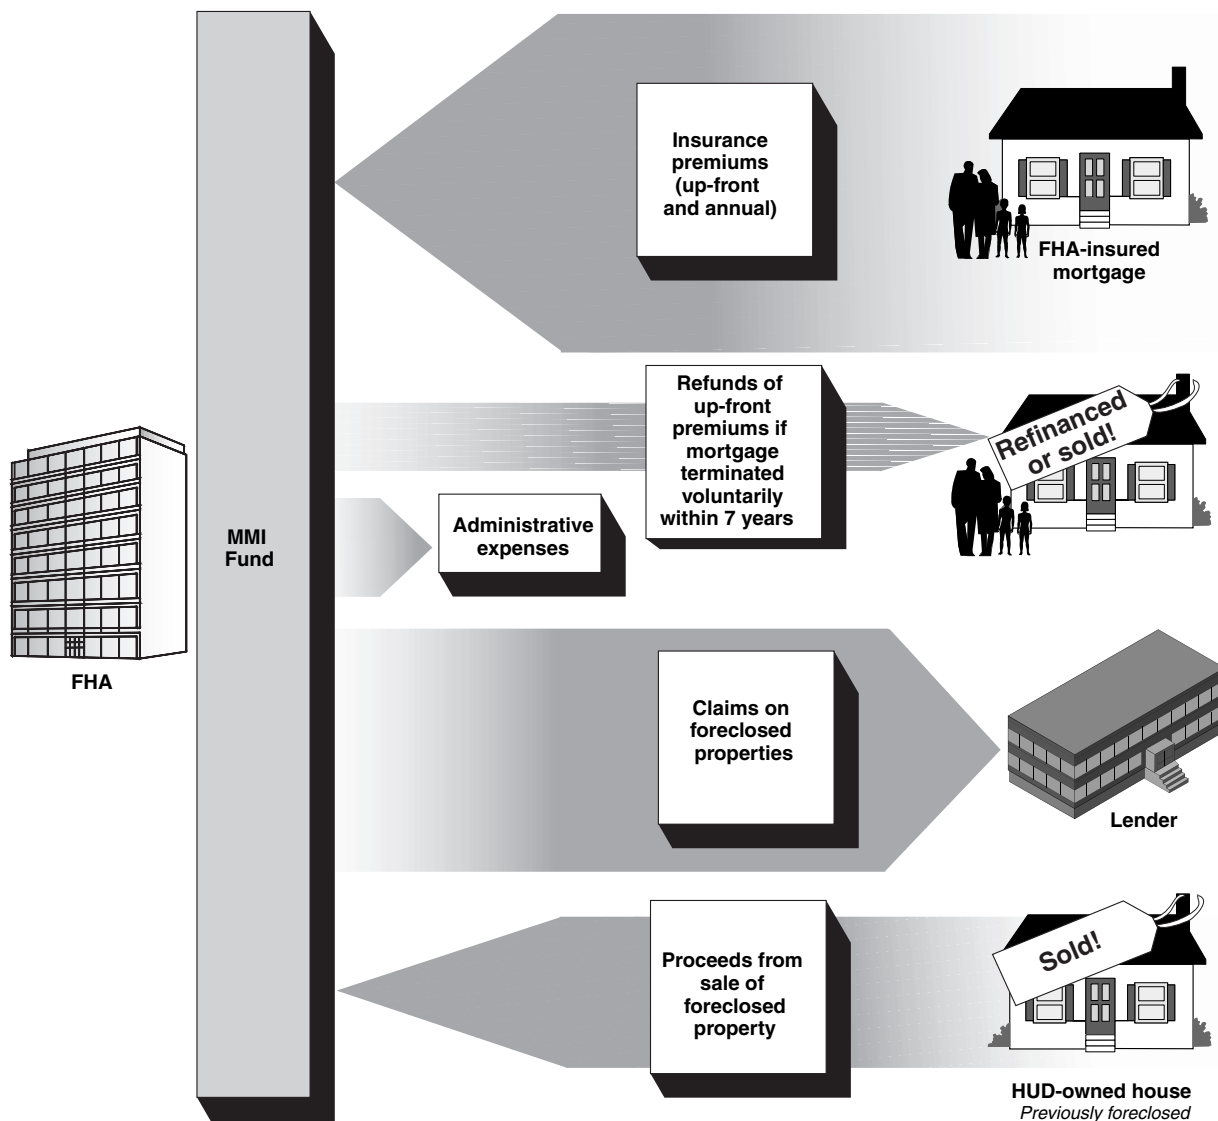 Insurance
premiums
(up-front
and annual)
FHA-insured
mortgage
Refunds of
up-front
premiums if
mortgage
terminated
voluntarily
within 7 years
Refinanced
or sold!
Administrative
expenses
MMI
Fund
FHA
Claims on
foreclosed
properties
Lender
Proceeds from
sale of
foreclosed
property
Sold!
HUD-owned house
Previously foreclosed